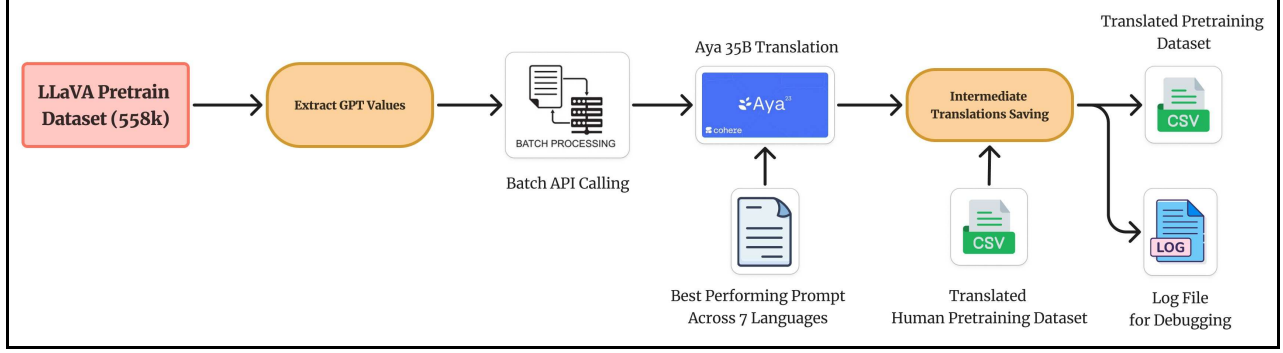 LLaVA Pretrain
Dataset (558k)
Extract GPT Values
BATCH PROCESSING
Batch API Calling
Aya 35B Translation
Aya 23
coheze
Best Performing Prompt
Across 7 Languages
Intermediate
Translations Saving
CSV
Translated
Human Pretraining Dataset
Translated Pretraining
Dataset
CSV
LOG
Log File
for Debugging